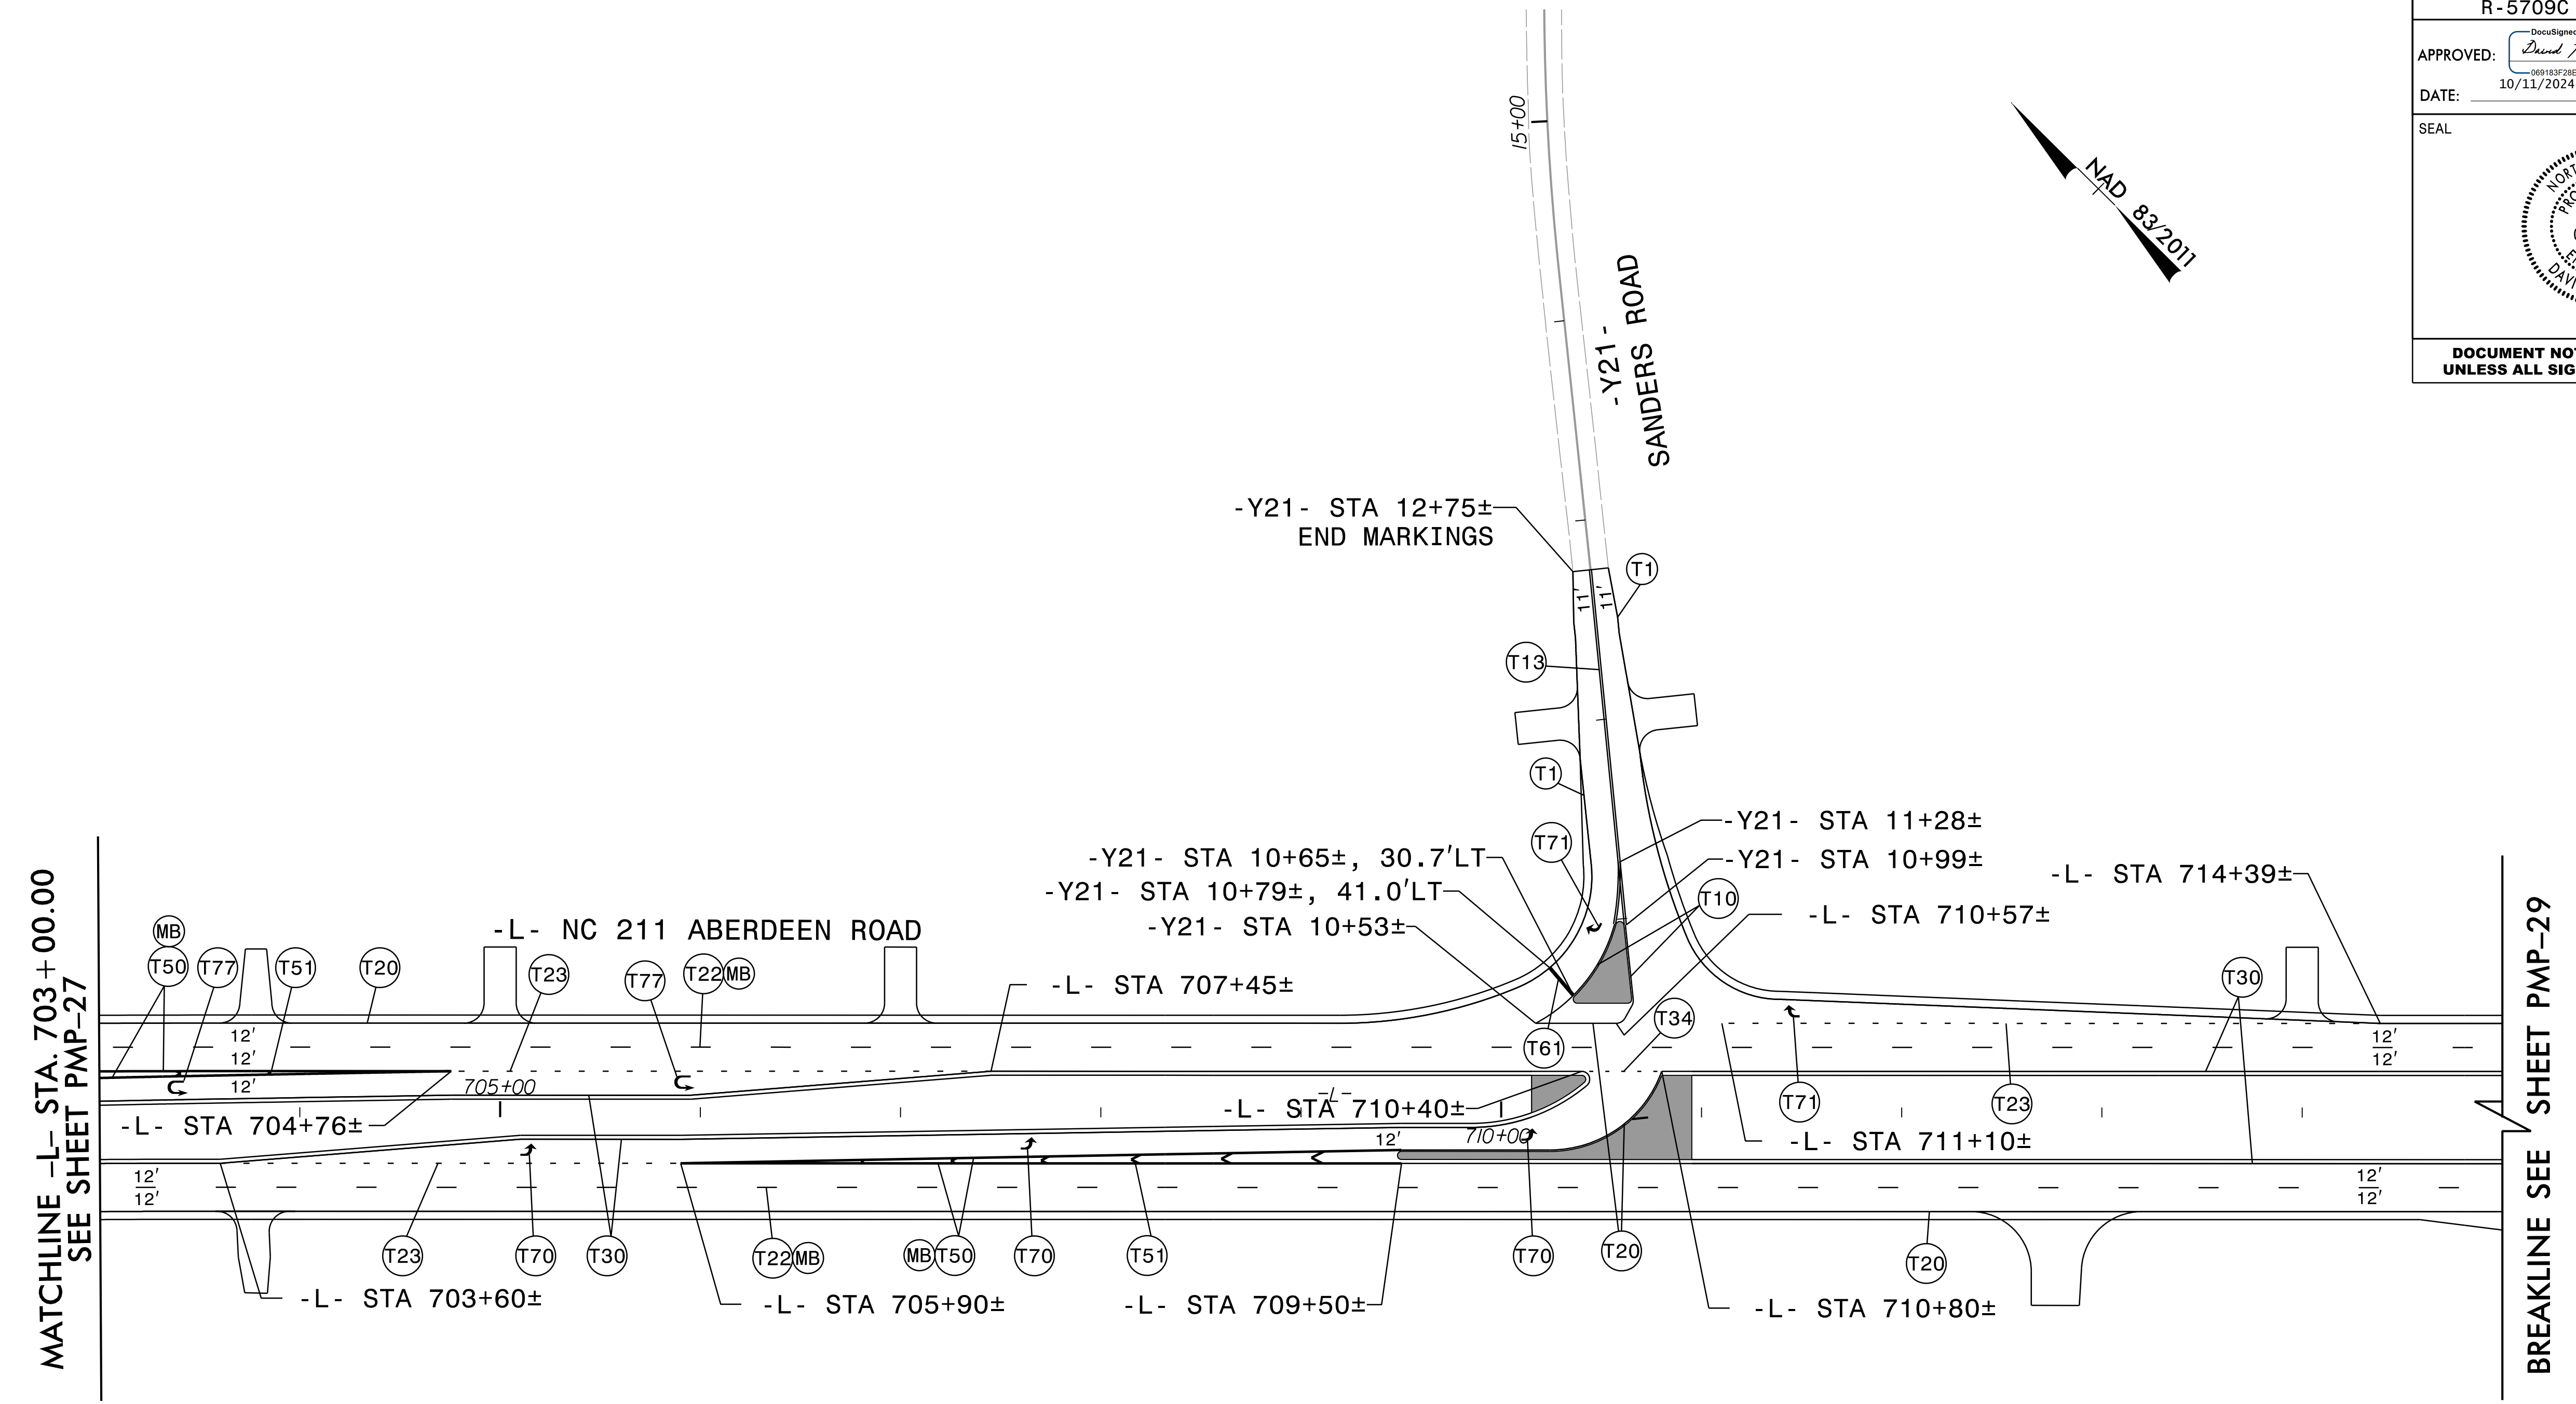 R-5709C
APPROVED:
DocuSigned
069183F28E
10/11/2024
DATE:
SEAL
DOCUMENT NOT
UNLESS ALL SIG
NAD 83/2011
15+00
-Y21-
SANDERS ROAD
-Y21- STA 12+75±
END MARKINGS
T1
11'
11'
T13
T1
T71
-Y21- STA 11+28±
-Y21- STA 10+65±, 30.7'LT
-Y21- STA 10+99±
-L- STA 714+39±
-Y21- STA 10+79±, 41.0'LT
T10
-L- STA 710+57±
-Y21- STA 10+53±
MATCHLINE -L- STA. 703+00.00
SEE SHEET PMP-27
MB
-L- NC 211 ABERDEEN ROAD
T50
T77
T51
T20
T23
T77
T22
MB
-L- STA 707+45±
T30
T34
T61
12'
12'
12'
12'
12'
705+00
-L-
-L- STA 710+40±
T71
T23
-L- STA 704+76±
12'
710+00
-L- STA 711+10±
12'
12'
12'
12'
T23
T70
T30
T22
MB
MB
T50
T70
T51
T70
T20
T20
-L- STA 703+60±
-L- STA 705+90±
-L- STA 709+50±
-L- STA 710+80±
BREAKLINE SEE SHEET PMP-29